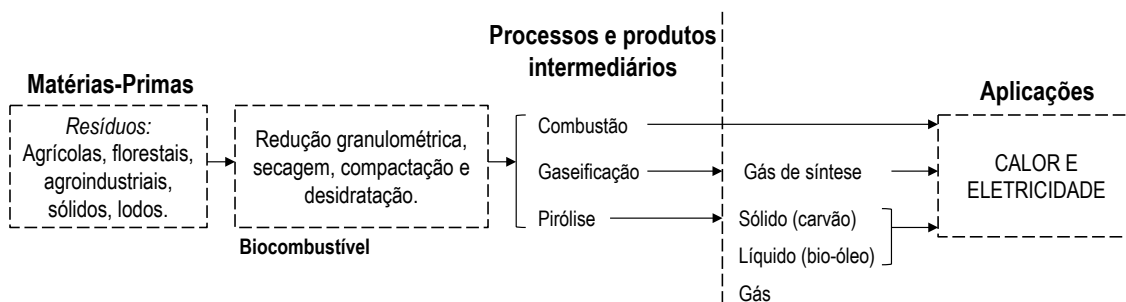 Matérias-Primas
Resíduos:
Agrícolas, florestais,
agroindustriais,
sólidos, lodos.
Redução granulométrica,
secagem, compactação e
desidratação.
Biocombustível
Processos e produtos
intermediários
Combustão
Gaseificação
Pirólise
Gás de síntese
Sólido (carvão)
Líquido (bio-óleo)
Gás
Aplicações
CALOR E
ELETRICIDADE